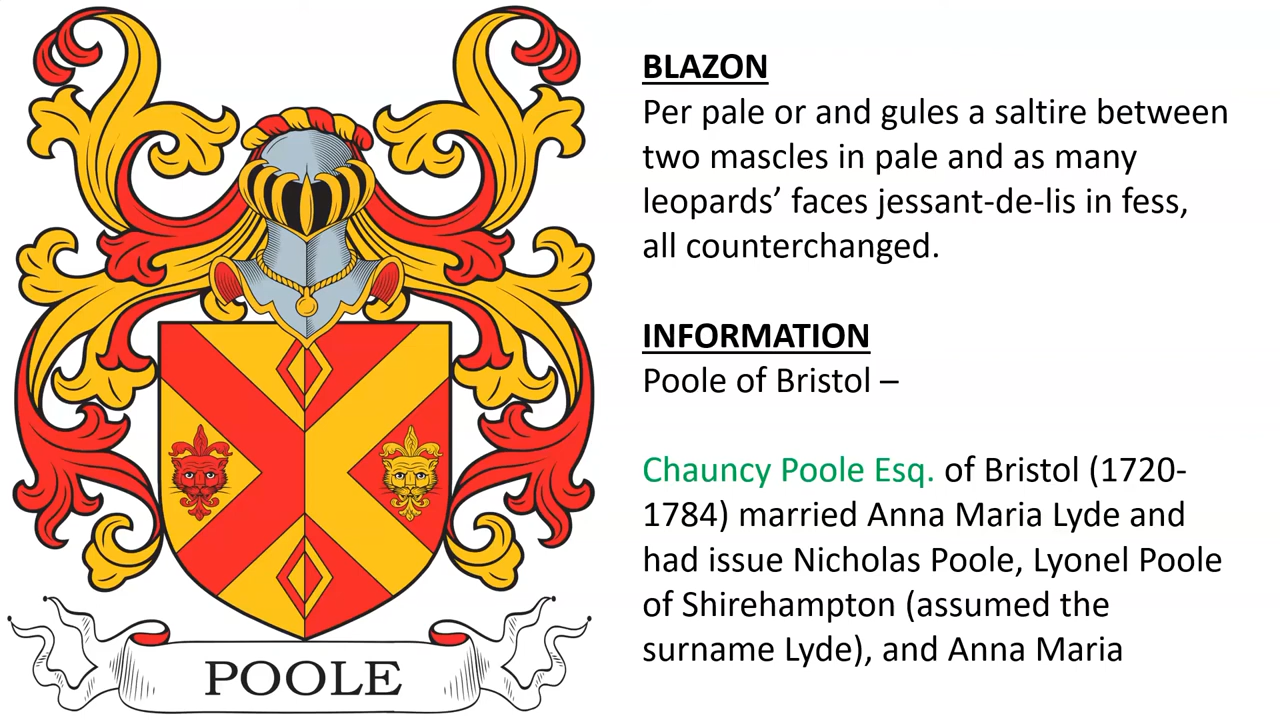 BLAZON
Per pale or and gules a saltire between
two mascles in pale and as many
leopards’ faces jessant-de-lis in fess,
all counterchanged.
INFORMATION
Poole of Bristol –
Chauncy Poole Esq. of Bristol (1720-
1784) married Anna Maria Lyde and
had issue Nicholas Poole, Lyonel Poole
of Shirehampton (assumed the
surname Lyde), and Anna Maria
POOLE